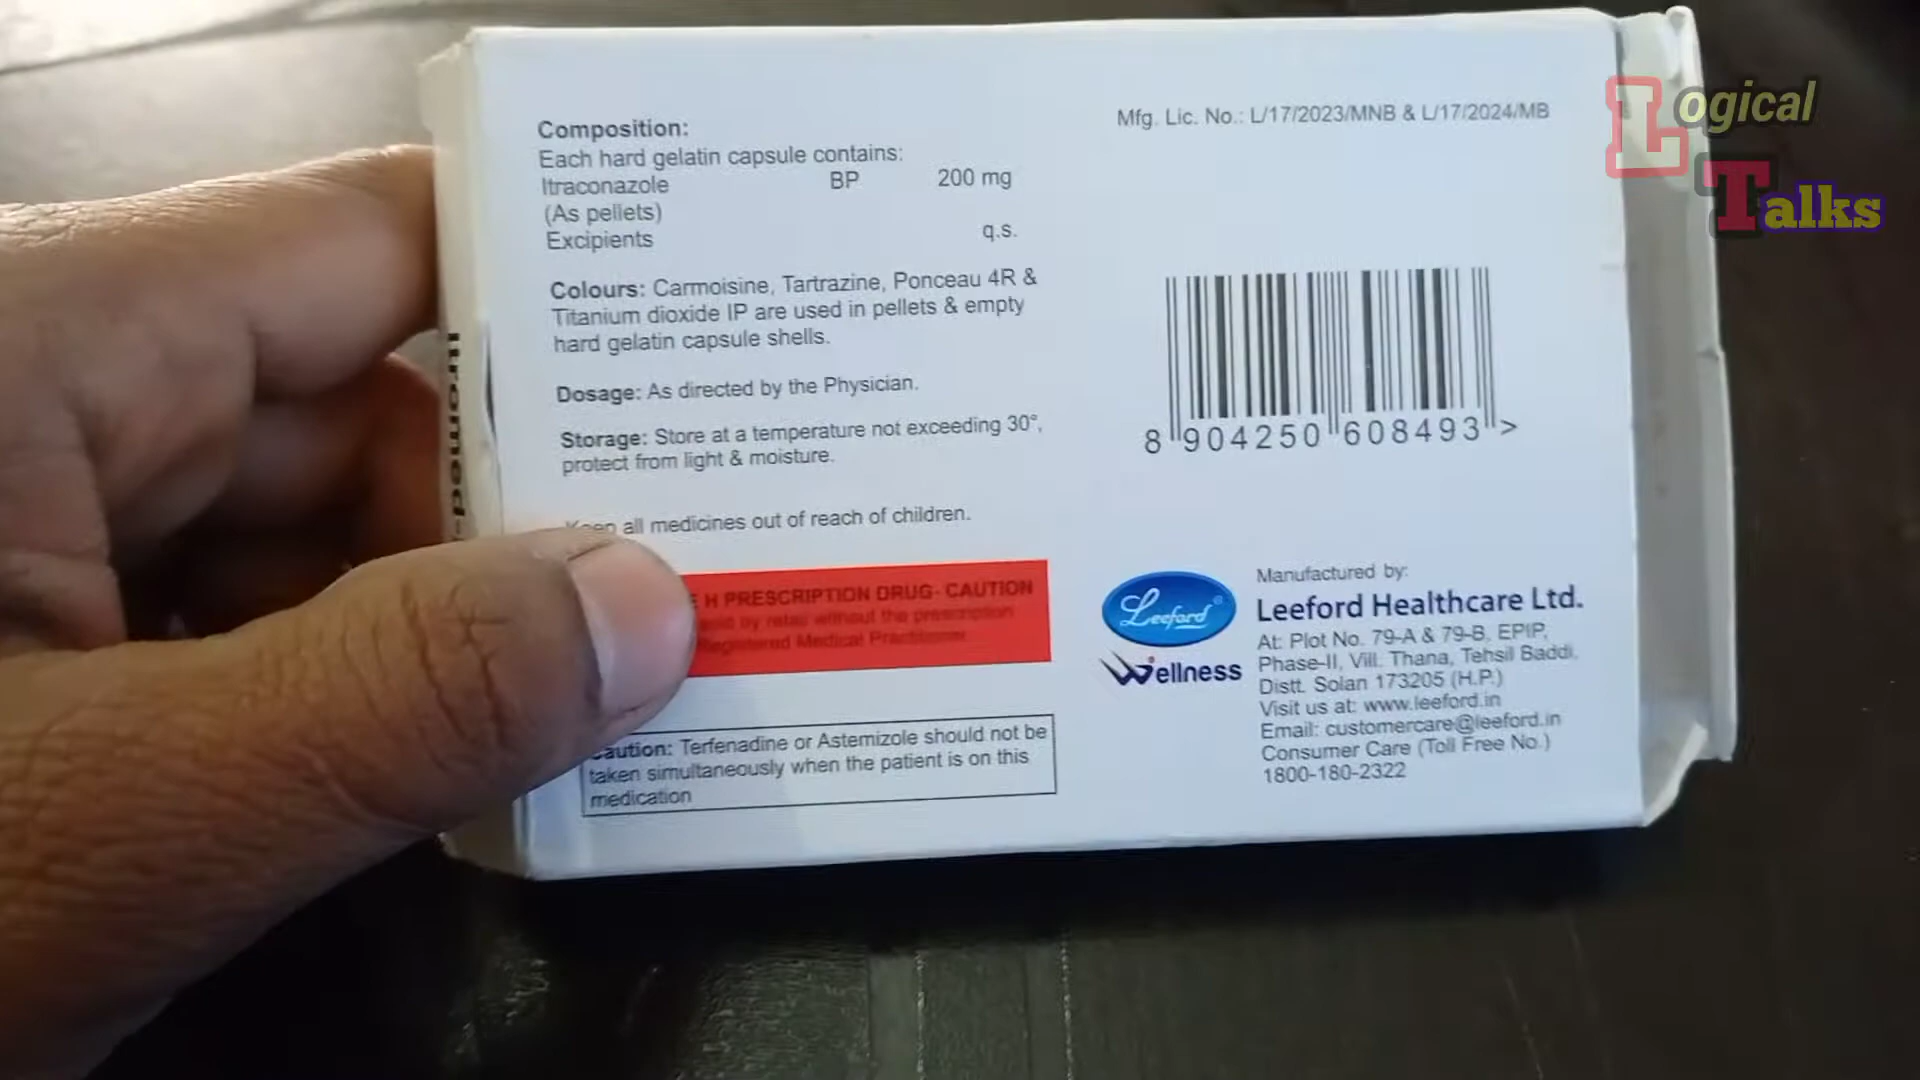 Composition:
Each hard gelatin capsule contains:
Itraconazole BP 200 mg
(As pellets)
Excipients q.s.
Colours: Carmoisine, Tartrazine, Ponceau 4R &
Titanium dioxide IP are used in pellets & empty
hard gelatin capsule shells.
Dosage: As directed by the Physician.
Storage: Store at a temperature not exceeding 30°,
protect from light & moisture.
all medicines out of reach of children.
H PRESCRIPTION DRUG- CAUTION
by retail without the prescription
Registered Medical Practitioner
Caution: Terfenadine or Astemizole should not be
taken simultaneously when the patient is on this
medication
Mfg. Lic. No.: L/17/2023/MNB & L/17/2024/MB
8 904250 608493 >
Leeford®
Wellness
Manufactured by:
Leeford Healthcare Ltd.
At: Plot No. 79-A & 79-B, EPIP,
Phase-II, Vill. Thana, Tehsil Baddi,
Distt. Solan 173205 (H.P.)
Visit us at: www.leeford.in
Email: customercare@leeford.in
Consumer Care (Toll Free No.)
1800-180-2322
Logical
Talks